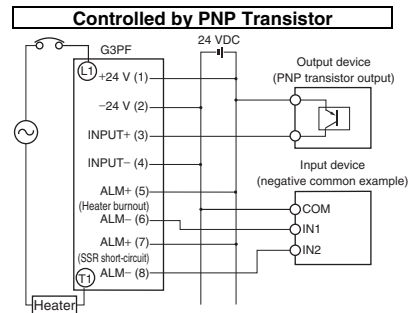 Controlled by PNP Transistor
24 VDC
G3PF
L1
+24 V (1)
−24 V (2)
INPUT+ (3)
INPUT− (4)
ALM+ (5)
(Heater burnout)
ALM− (6)
ALM+ (7)
(SSR short-circuit)
T1
ALM− (8)
Heater
Output device
(PNP transistor output)
Input device
(negative common example)
COM
IN1
IN2